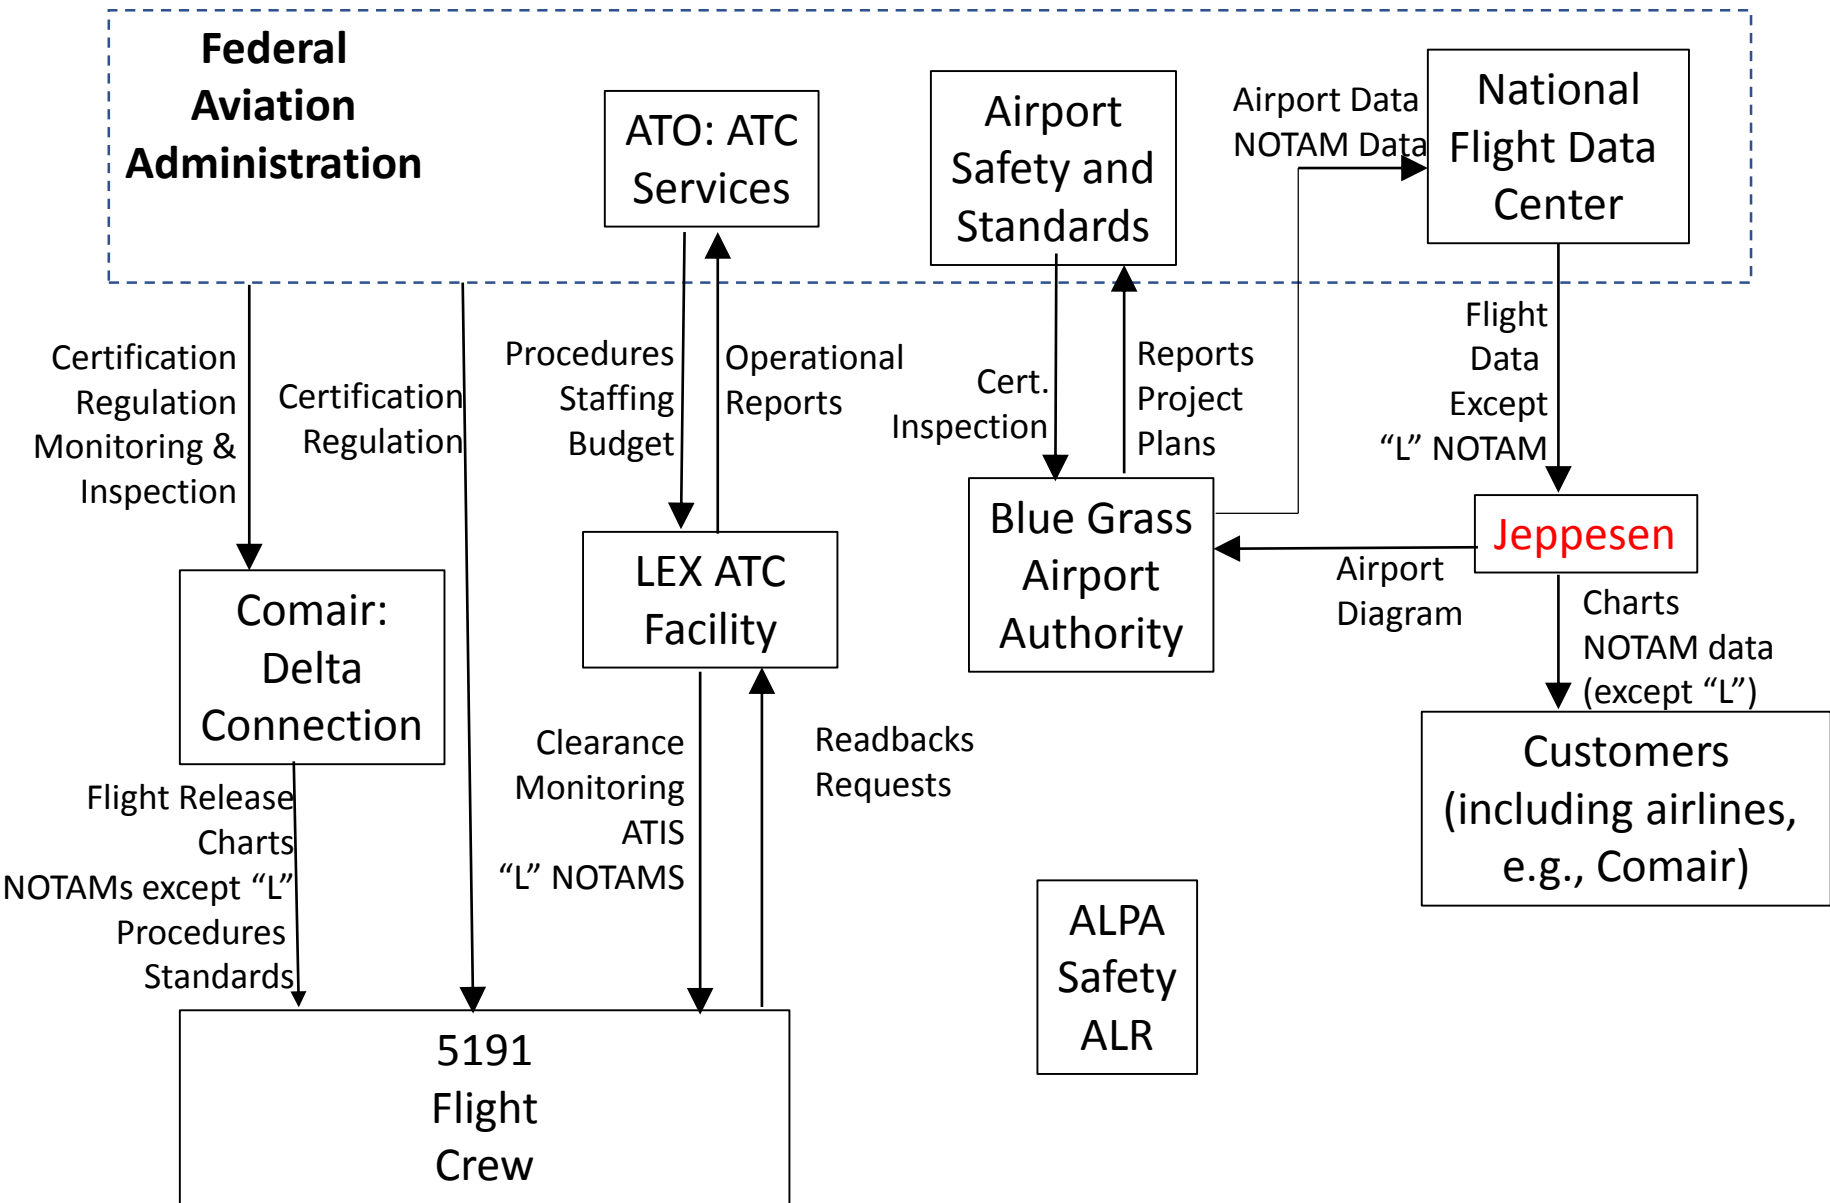 Federal
Aviation
Administration
ATO: ATC
Services
Airport
Safety and
Standards
Airport Data
NOTAM Data
National
Flight Data
Center
Certification
Regulation
Monitoring &
Inspection
Certification
Regulation
Procedures
Staffing
Budget
Operational
Reports
Cert.
Inspection
Reports
Project
Plans
Flight
Data
Except
“L” NOTAM
Comair:
Delta
Connection
LEX ATC
Facility
Blue Grass
Airport
Authority
Jeppesen
Airport
Diagram
Charts
NOTAM data
(except “L”)
Flight Release
Charts
NOTAMs except “L”
Procedures
Standards
Clearance
Monitoring
ATIS
“L” NOTAMS
Readbacks
Requests
Customers
(including airlines,
e.g., Comair)
ALPA
Safety
ALR
5191
Flight
Crew